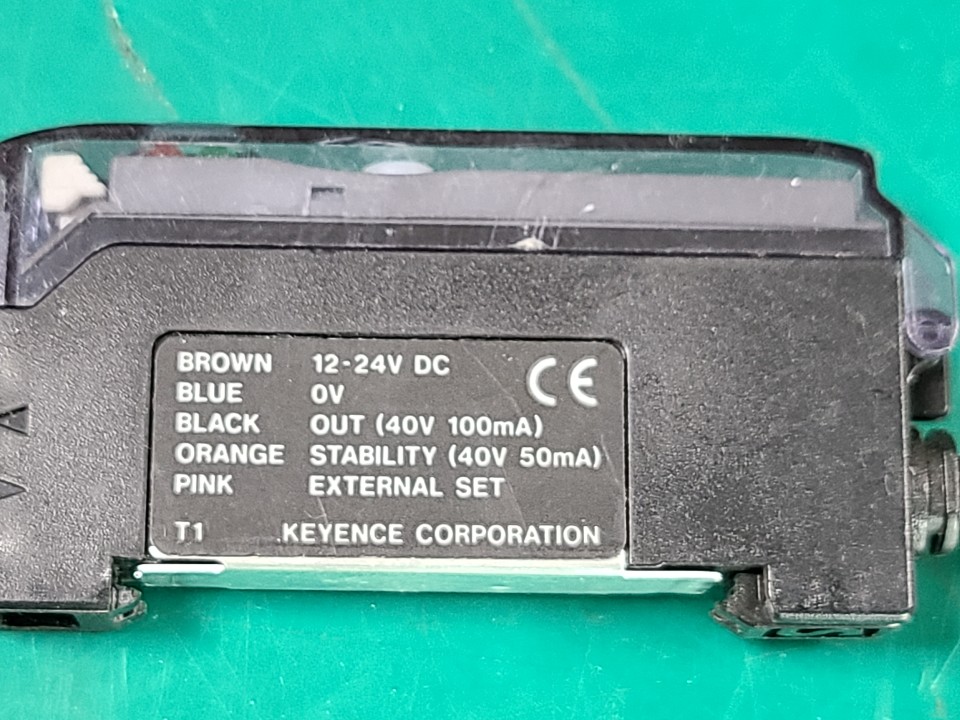 BROWN 12-24V DC
BLUE 0V
BLACK OUT (40V 100mA)
ORANGE STABILITY (40V 50mA)
PINK EXTERNAL SET
T1 KEYENCE CORPORATION
CE